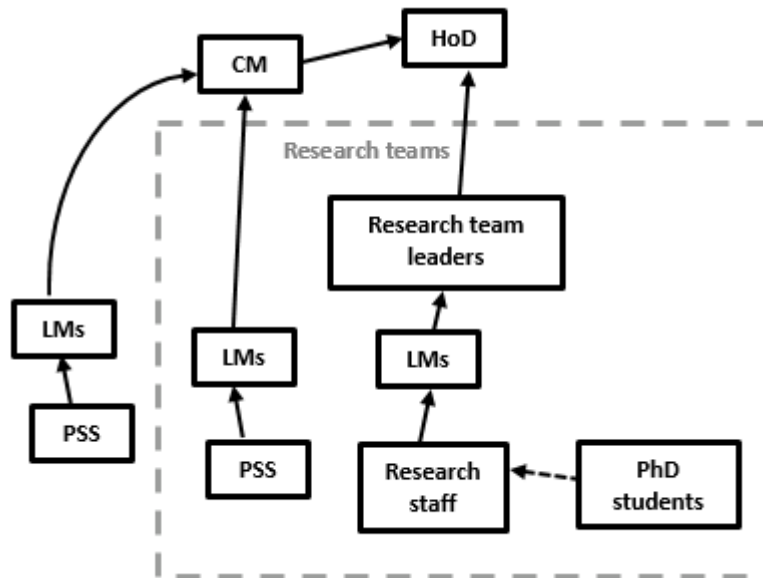 HoD
CM
Research teams
Research team
leaders
LMs
LMs
LMs
PSS
PSS
Research
staff
PhD
students